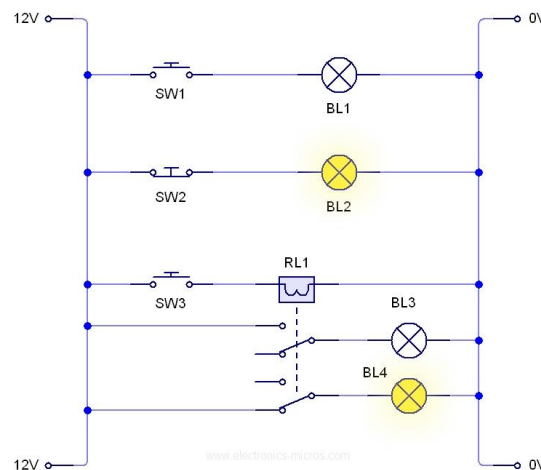 12V
0V
SW1
BL1
SW2
BL2
RL1
SW3
BL3
BL4
www.electronics-micros.com
12V
0V